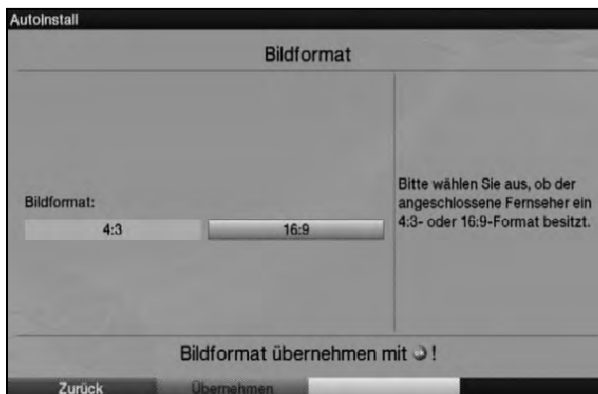 AutoInstall
Bildformat
Bildformat:
4:3
16:9
Bitte wählen Sie aus, ob der
angeschlossene Fernseher ein
4:3- oder 16:9-Format besitzt.
Bildformat übernehmen mit !
Zurück
Übernehmen